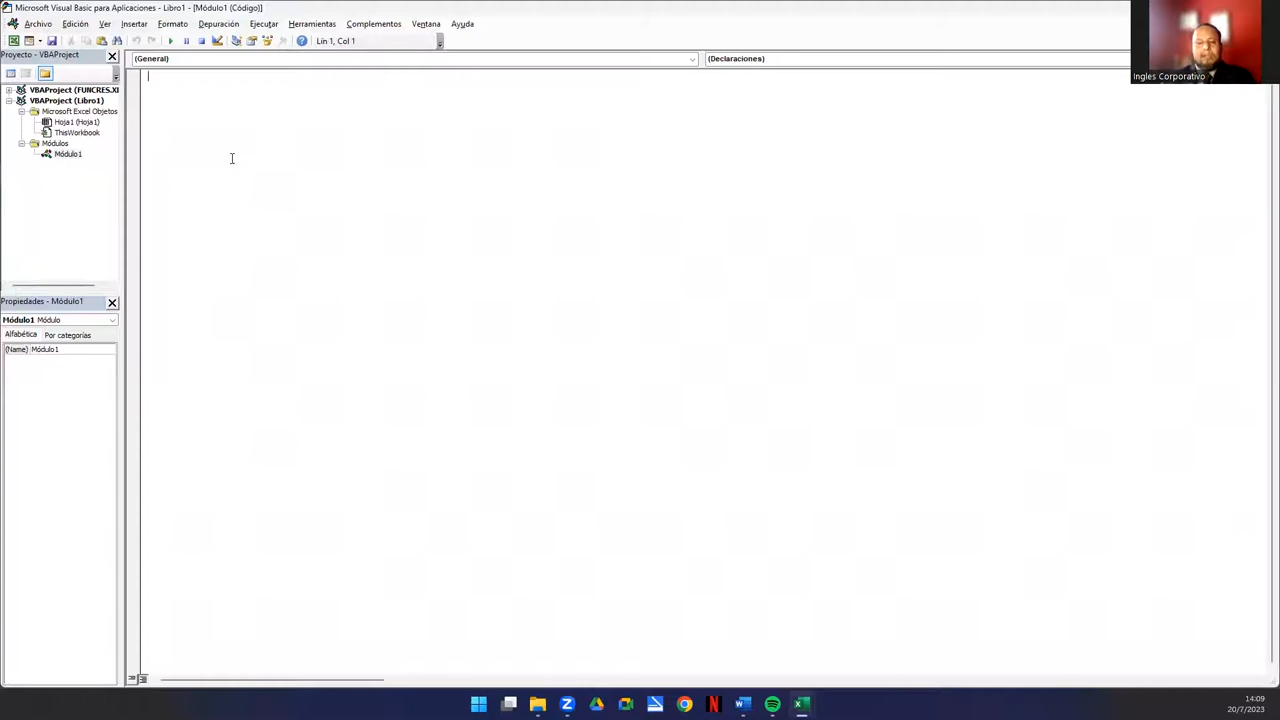 Microsoft Visual Basic para Aplicaciones - Libro1 - [Módulo1 (Código)]
Archivo Edición Ver Insertar Formato Depuración Ejecutar Herramientas Complementos Ventana Ayuda
Lín 1, Col 1
Ingles Corporativo
Proyecto - VBAProject
(General)
(Declaraciones)
VBAProject (FUNCRES.XL
VBAProject (Libro1)
Microsoft Excel Objetos
Hoja1 (Hoja1)
ThisWorkbook
Módulos
Módulo1
Propiedades - Módulo1
Módulo1 Módulo
Alfabética Por categorías
(Name) Módulo1
14:09
20/7/2023